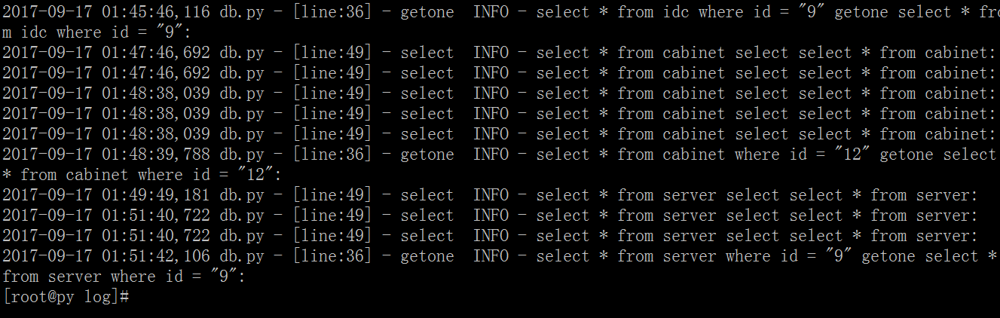 2017-09-17 01:45:46,116 db.py - [line:36] - getone  INFO - select * from idc where id = "9" getone select * fro
m idc where id = "9":
2017-09-17 01:47:46,692 db.py - [line:49] - select  INFO - select * from cabinet select select * from cabinet:
2017-09-17 01:47:46,692 db.py - [line:49] - select  INFO - select * from cabinet select select * from cabinet:
2017-09-17 01:48:38,039 db.py - [line:49] - select  INFO - select * from cabinet select select * from cabinet:
2017-09-17 01:48:38,039 db.py - [line:49] - select  INFO - select * from cabinet select select * from cabinet:
2017-09-17 01:48:38,039 db.py - [line:49] - select  INFO - select * from cabinet select select * from cabinet:
2017-09-17 01:48:39,788 db.py - [line:36] - getone  INFO - select * from cabinet where id = "12" getone select
* from cabinet where id = "12":
2017-09-17 01:49:49,181 db.py - [line:49] - select  INFO - select * from server select select * from server:
2017-09-17 01:51:40,722 db.py - [line:49] - select  INFO - select * from server select select * from server:
2017-09-17 01:51:40,722 db.py - [line:49] - select  INFO - select * from server select select * from server:
2017-09-17 01:51:42,106 db.py - [line:36] - getone  INFO - select * from server where id = "9" getone select *
from server where id = "9":
[root@py log]#